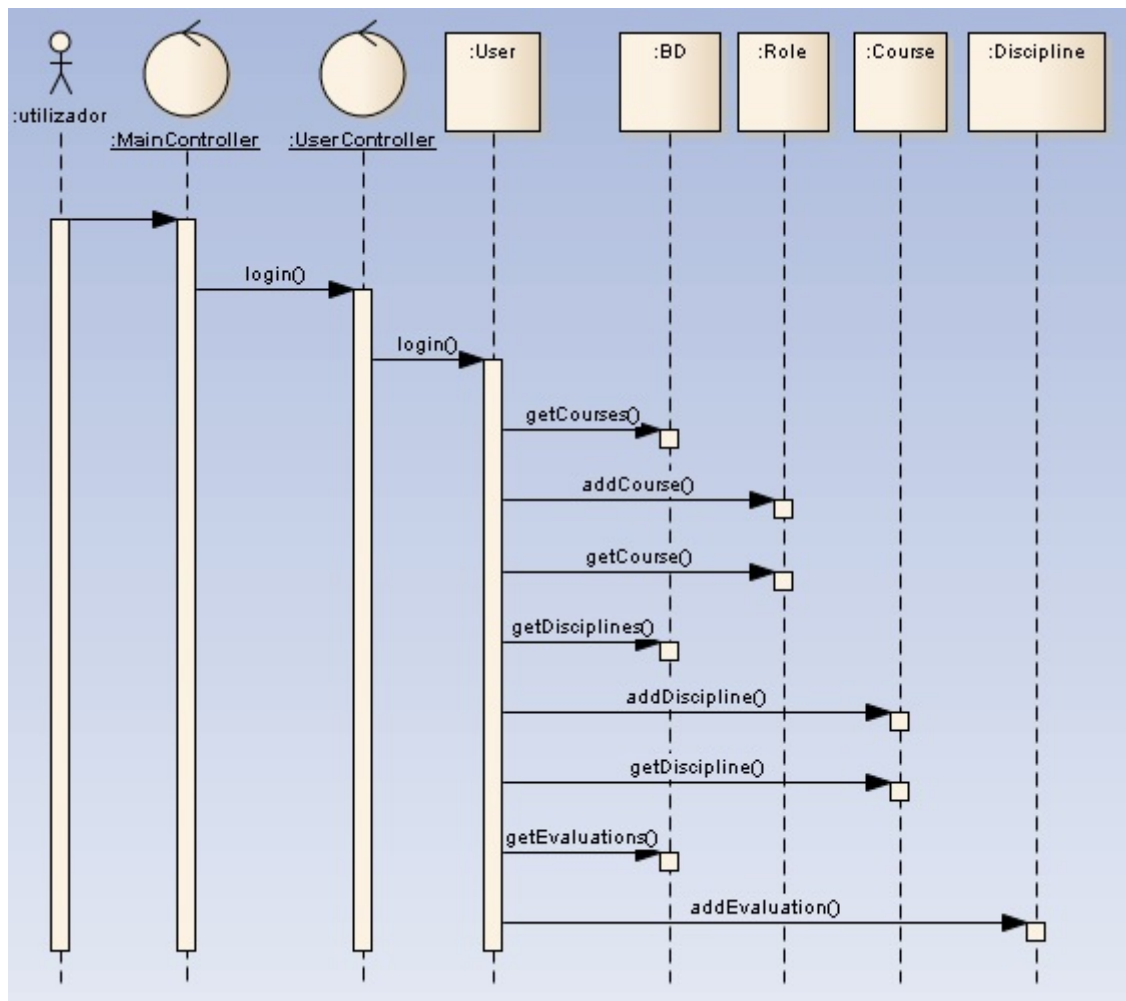 :utilizador
:MainController
:UserController
:User
:BD
:Role
:Course
:Discipline
login()
login()
getCourses()
addCourse()
getCourse()
getDisciplines()
addDiscipline()
getDiscipline()
getEvaluations()
addEvaluation()